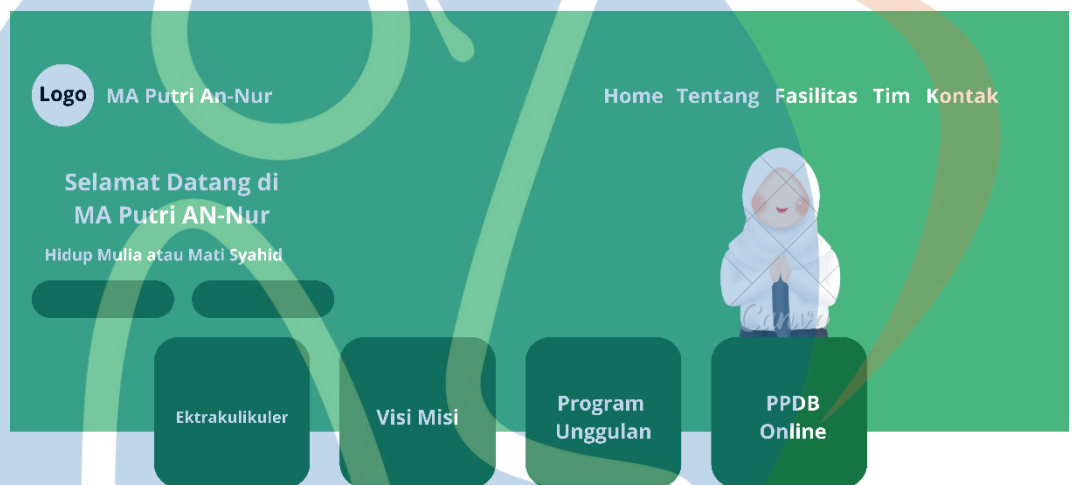 Logo
MA Putri An-Nur
Home Tentang Fasilitas Tim Kontak
Selamat Datang di
MA Putri AN-Nur
Hidup Mulia atau Mati Syahid
Canva
Ektrakulikuler
Visi Misi
Program
Unggulan
PPDB
Online